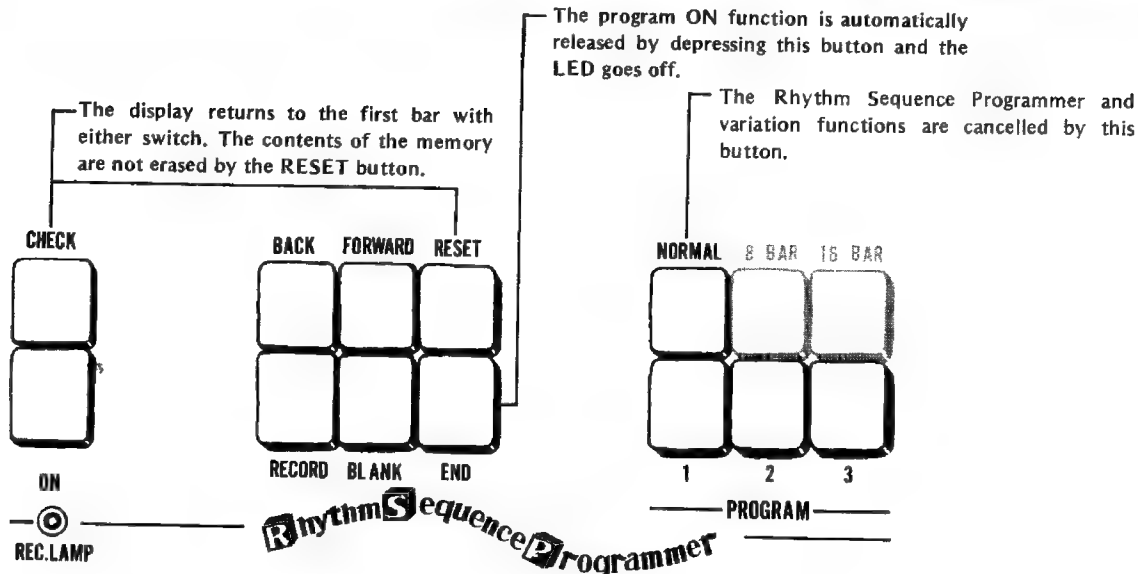 The program ON function is automatically
released by depressing this button and the
LED goes off.
The Rhythm Sequence Programmer and
variation functions are cancelled by this
button.
The display returns to the first bar with
either switch. The contents of the memory
are not erased by the RESET button.
CHECK
BACK FORWARD RESET
NORMAL 8 BAR 16 BAR
RECORD BLANK END
1 2 3
ON
PROGRAM
REC.LAMP
Rhythm Sequence Programmer